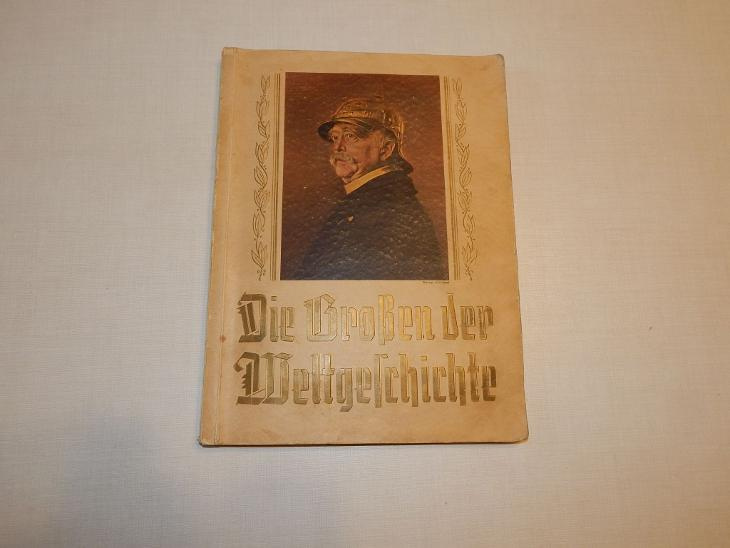 Die Großen der
Weltgeſchichte